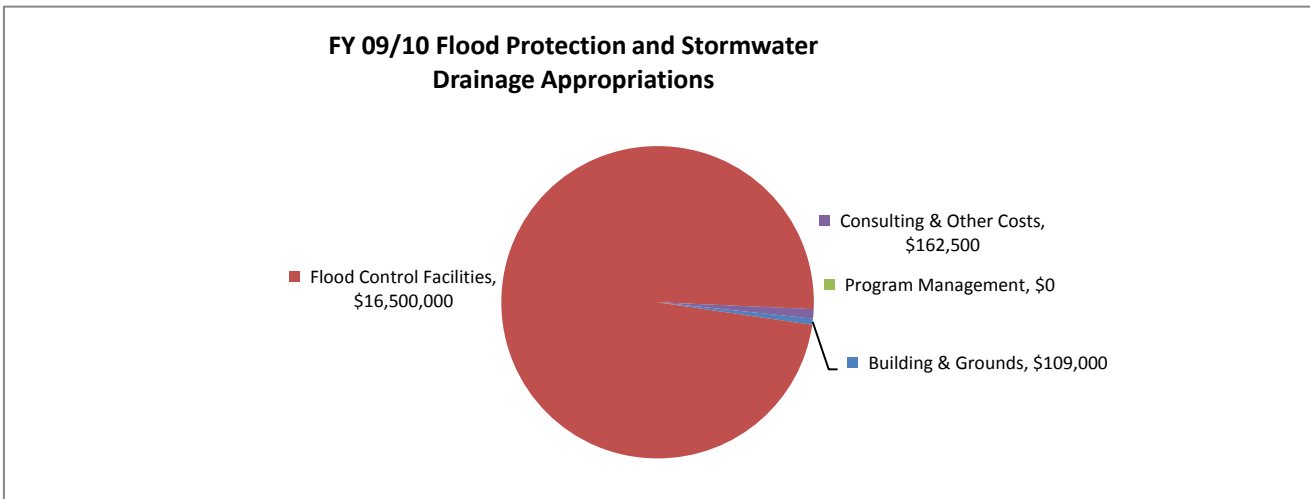 FY 09/10 Flood Protection and Stormwater
Drainage Appropriations
Flood Control Facilities,
$16,500,000
Consulting & Other Costs,
$162,500
Program Management, $0
Building & Grounds, $109,000